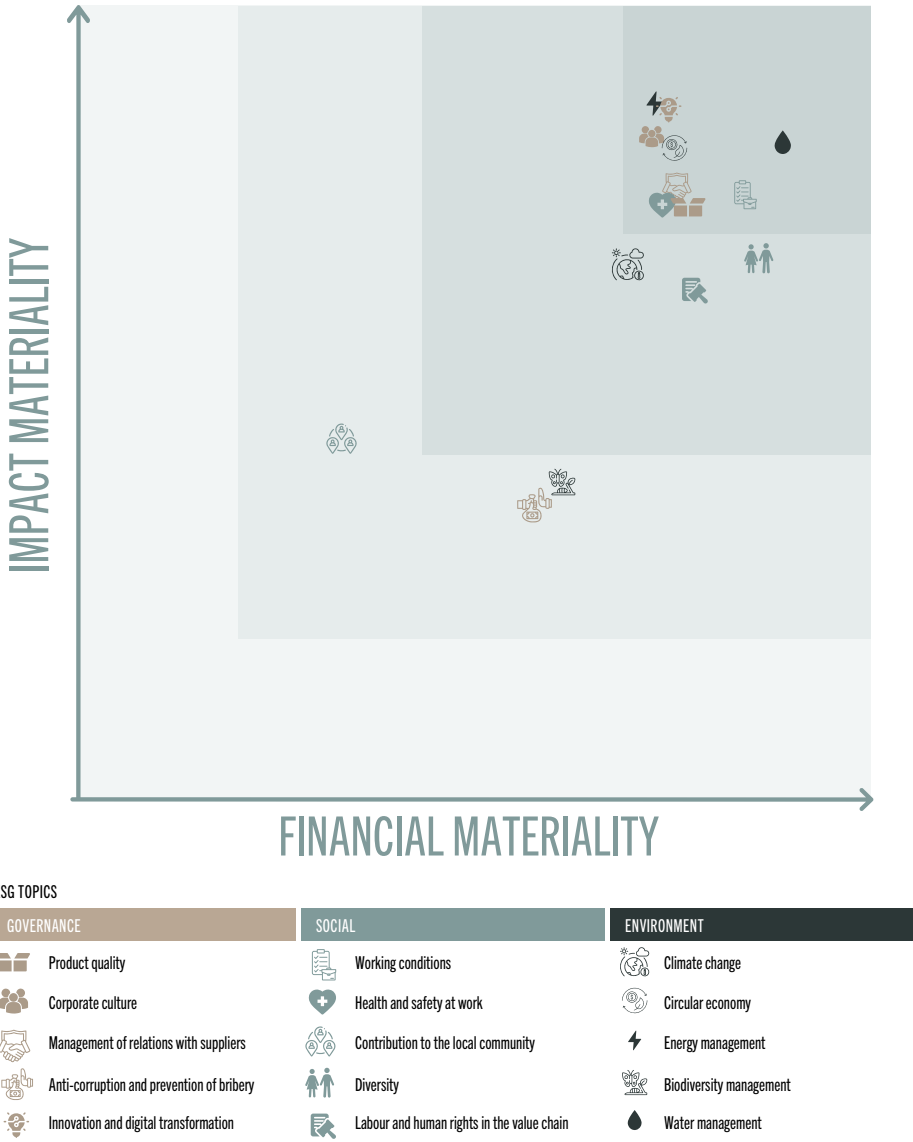 IMPACT MATERIALITY
FINANCIAL MATERIALITY
SG TOPICS
GOVERNANCE
Product quality
Corporate culture
Management of relations with suppliers
Anti-corruption and prevention of bribery
Innovation and digital transformation
SOCIAL
Working conditions
Health and safety at work
Contribution to the local community
Diversity
Labour and human rights in the value chain
ENVIRONMENT
Climate change
Circular economy
Energy management
Biodiversity management
Water management